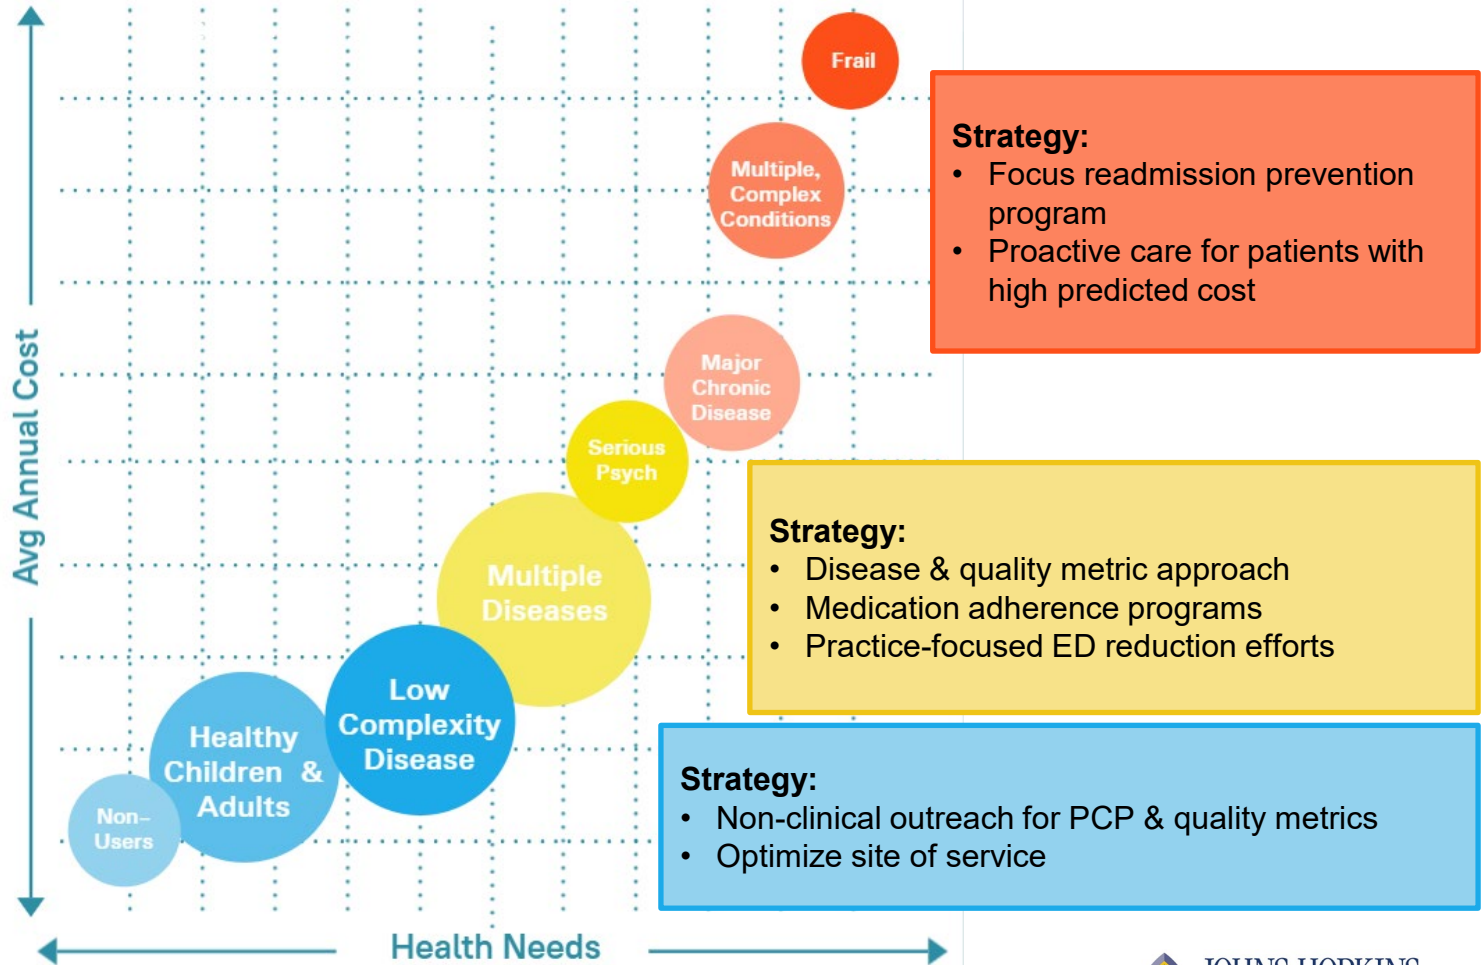 Frail
Multiple,
Complex
Conditions
Major
Chronic
Disease
Serious
Psych
Multiple
Diseases
Low
Complexity
Disease
Healthy
Children &
Adults
Non–
Users
Avg Annual Cost
Health Needs
Strategy:
• Focus readmission prevention
program
• Proactive care for patients with
high predicted cost
Strategy:
• Disease & quality metric approach
• Medication adherence programs
• Practice-focused ED reduction efforts
Strategy:
• Non-clinical outreach for PCP & quality metrics
• Optimize site of service
JOHNS HOPKINS